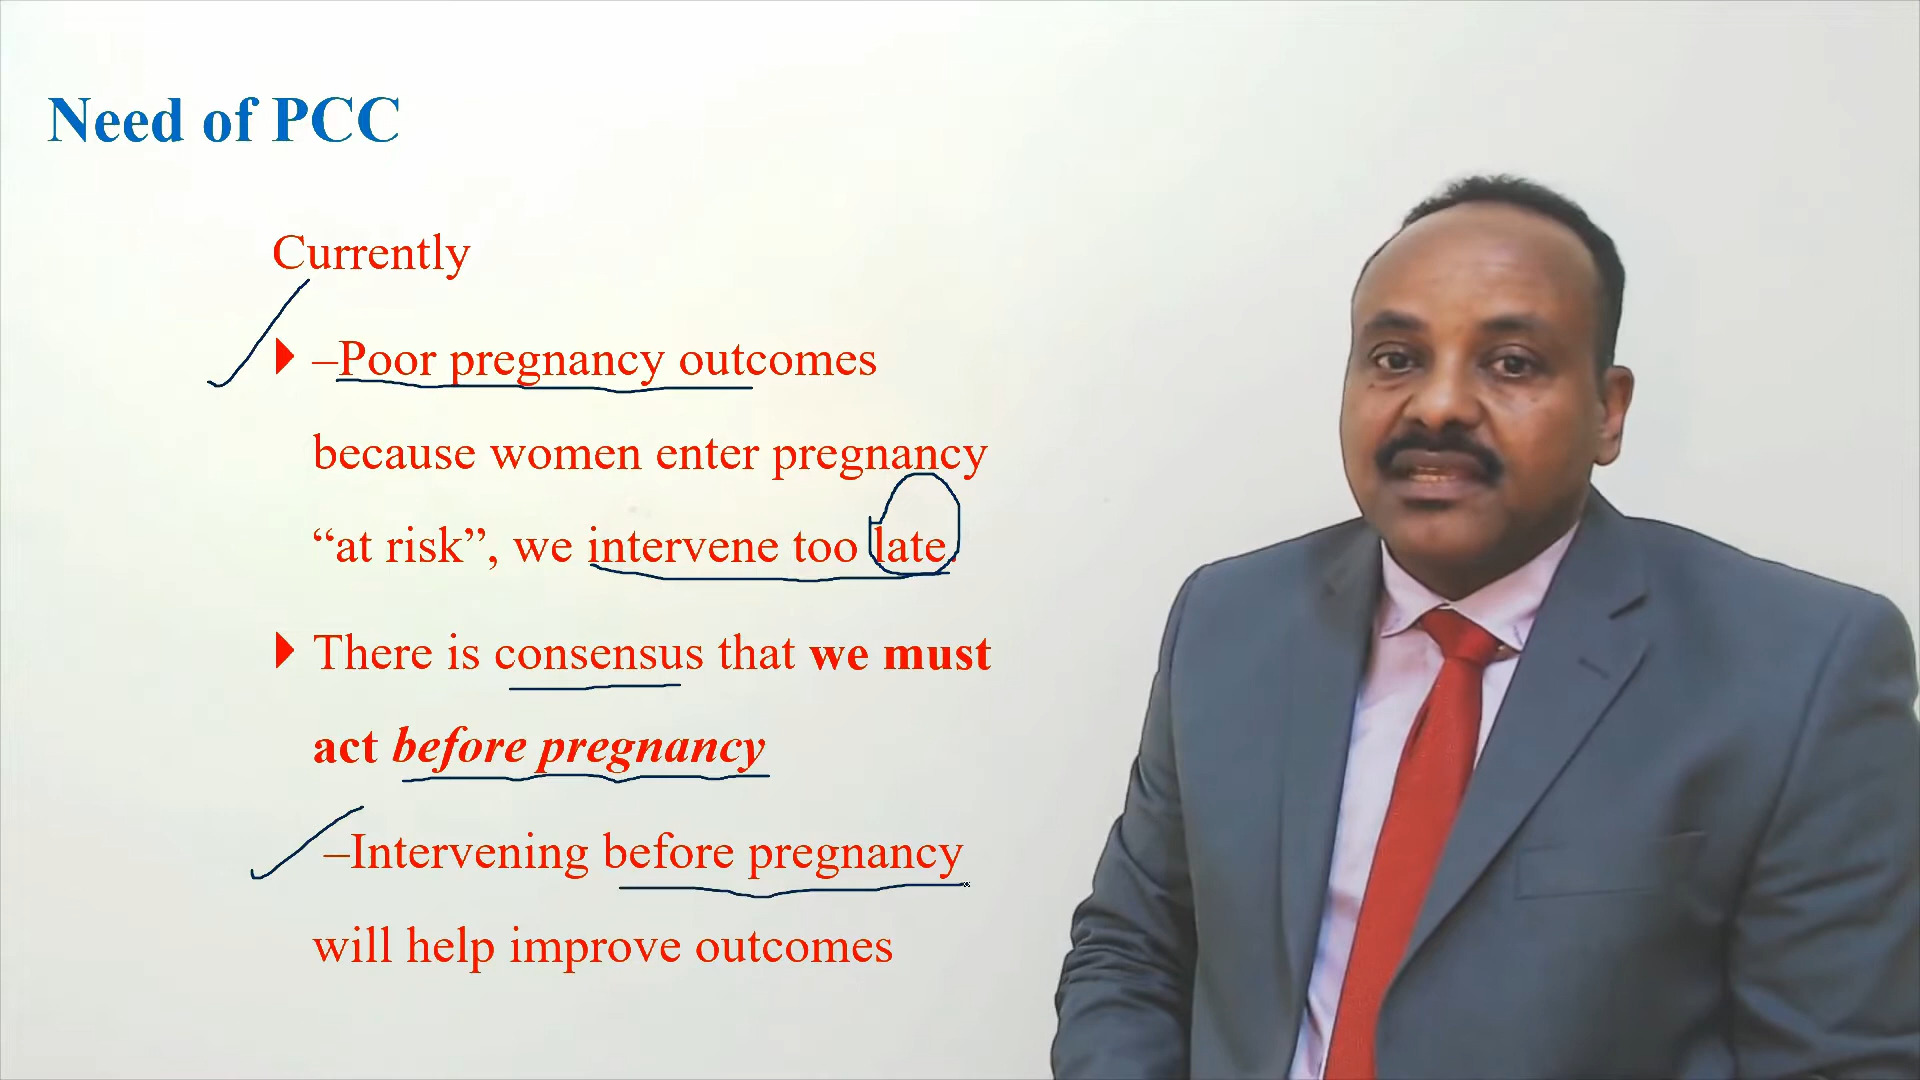 Need of PCC
Currently
–Poor pregnancy outcomes
because women enter pregnancy
“at risk”, we intervene too late.
There is consensus that we must
act before pregnancy
–Intervening before pregnancy
will help improve outcomes